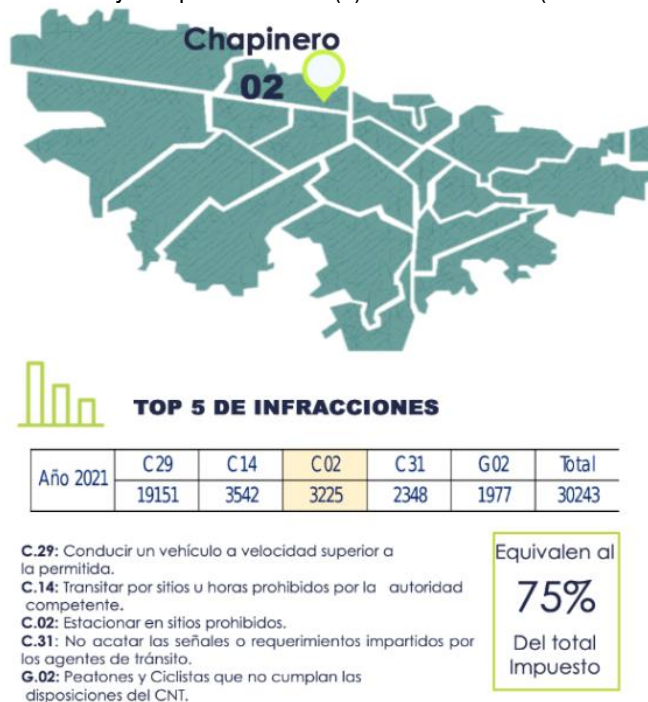 Chapinero
02
TOP 5 DE INFRACCIONES
Año 2021 C29 C14 C02 C31 G02 Total
19151 3542 3225 2348 1977 30243
C.29: Conducir un vehículo a velocidad superior a
la permitida.
C.14: Transitar por sitios u horas prohibidos por la autoridad
competente.
C.02: Estacionar en sitios prohibidos.
C.31: No acatar las señales o requerimientos impartidos por
los agentes de tránsito.
G.02: Peatones y Ciclistas que no cumplan las
disposiciones del CNT.
Equivalen al
75%
Del total
Impuesto